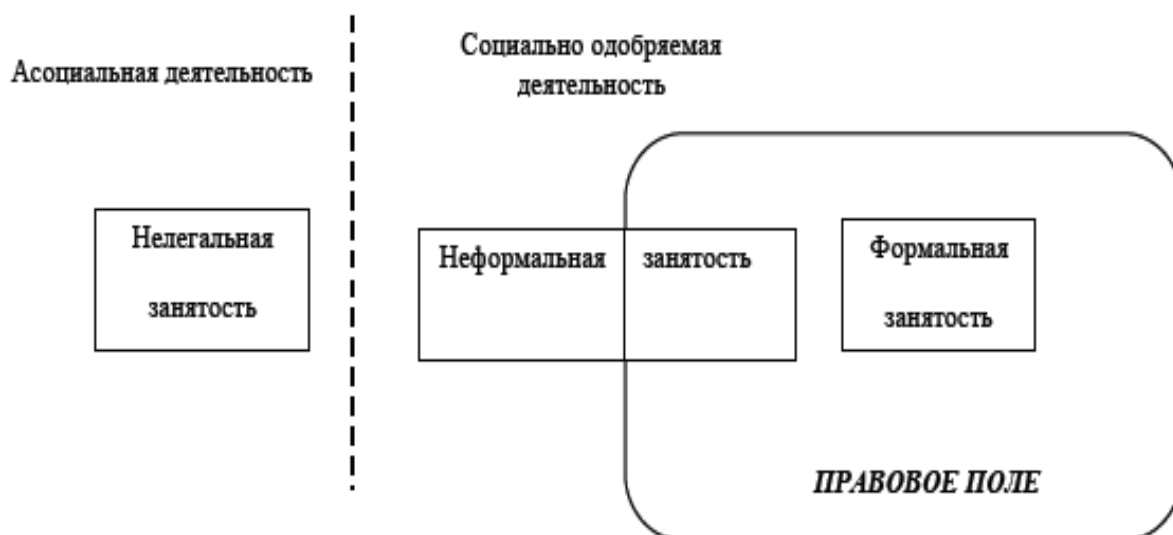 Асоциальная деятельность
Социально одобряемая
деятельность
Нелегальная
занятость
Неформальная занятость
Формальная
занятость
ПРАВОВОЕ ПОЛЕ